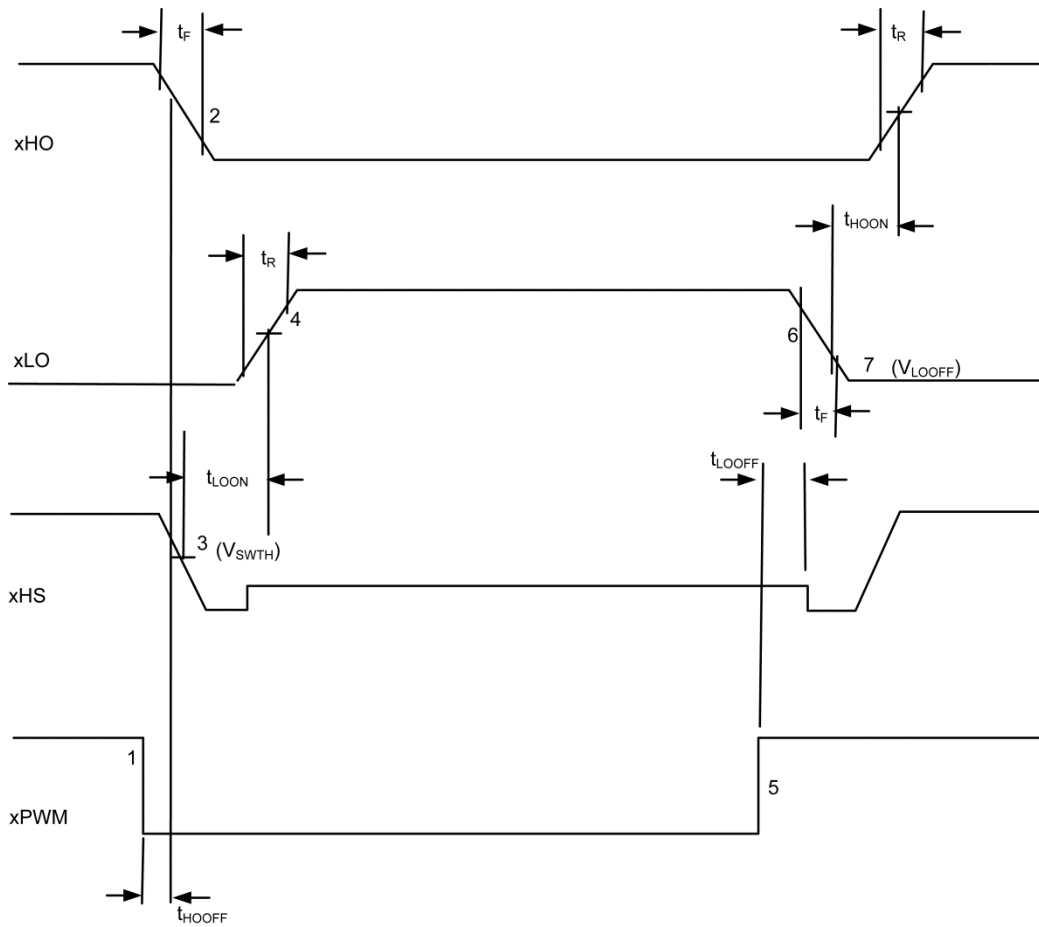 tF
tR
2
xHO
tHOON
tR
4
6
xLO
7 (VLOOFF)
tF
tLOOFF
tLOON
3 (VSWTH)
xHS
1
5
xPWM
tHOOFF